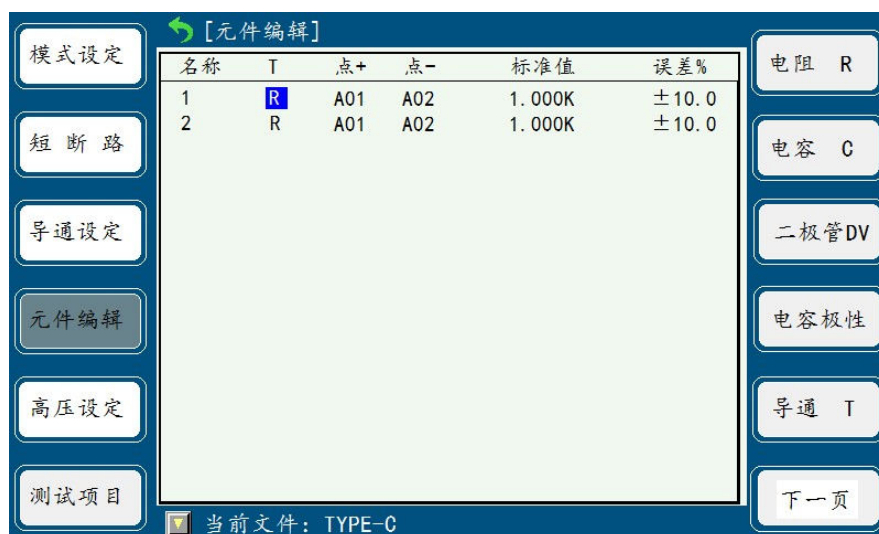 [元件编辑]
模式设定
短 断 路
导通设定
元件编辑
高压设定
测试项目
名称 T 点+ 点- 标准值 误差%
1 R A01 A02 1.000K ±10.0
2 R A01 A02 1.000K ±10.0
电阻 R
电容 C
二极管DV
电容极性
导通 T
下一页
当前文件: TYPE-C